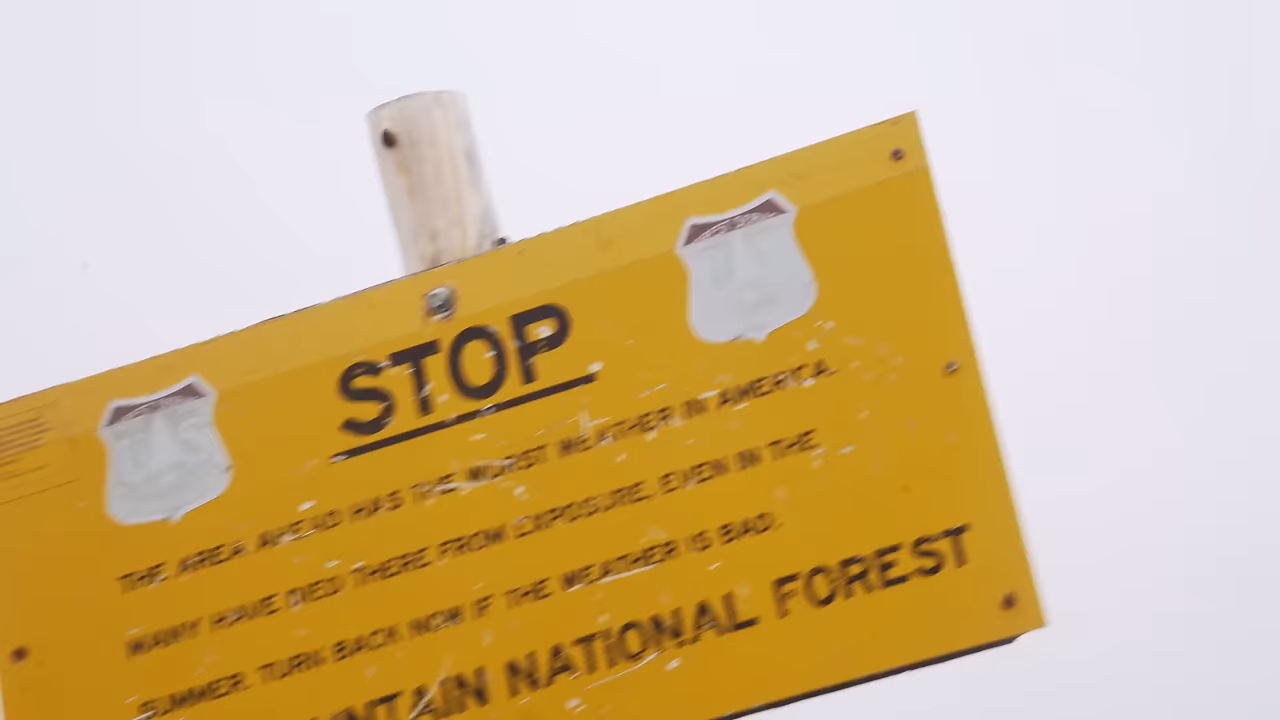 STOP
THE AREA AHEAD HAS THE WORST WEATHER IN AMERICA.
MANY HAVE DIED THERE FROM EXPOSURE, EVEN IN THE
SUMMER. TURN BACK NOW IF THE WEATHER IS BAD.
UNTAIN NATIONAL FOREST